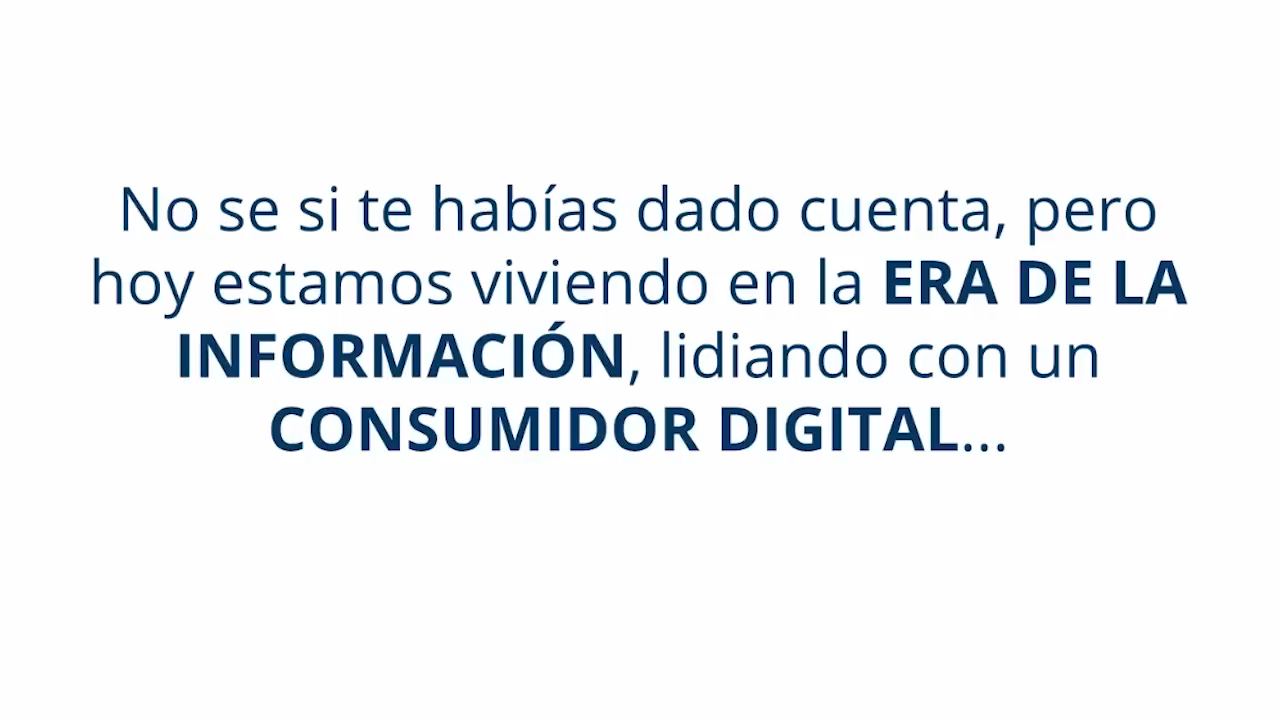 No se si te habías dado cuenta, pero
hoy estamos viviendo en la ERA DE LA
INFORMACIÓN, lidiando con un
CONSUMIDOR DIGITAL...